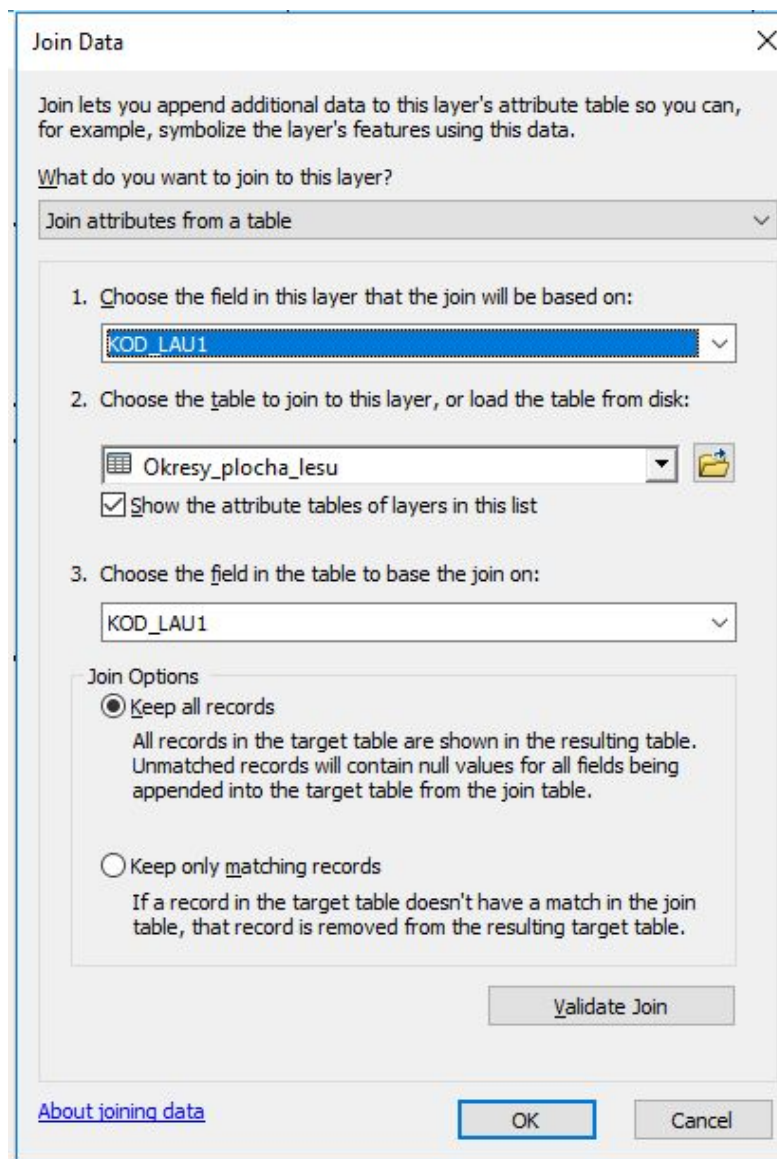 Join Data
Join lets you append additional data to this layer's attribute table so you can,
for example, symbolize the layer's features using this data.
What do you want to join to this layer?
Join attributes from a table
1. Choose the field in this layer that the join will be based on:
KOD_LAU1
2. Choose the table to join to this layer, or load the table from disk:
Okresy_plocha_lesu
Show the attribute tables of layers in this list
3. Choose the field in the table to base the join on:
KOD_LAU1
Join Options
Keep all records
All records in the target table are shown in the resulting table.
Unmatched records will contain null values for all fields being
appended into the target table from the join table.
Keep only matching records
If a record in the target table doesn't have a match in the join
table, that record is removed from the resulting target table.
Validate Join
About joining data
OK
Cancel